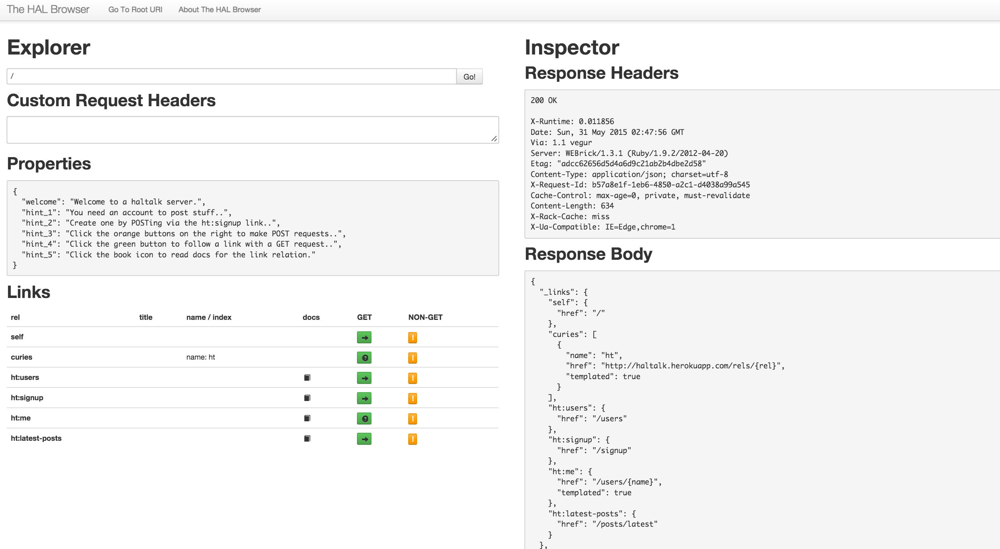 The HAL Browser Go To Root URI About The HAL Browser
Explorer
/ Go!
Custom Request Headers
Properties
{
  "welcome": "Welcome to a haltalk server.",
  "hint_1": "You need an account to post stuff..",
  "hint_2": "Create one by POSTing via the ht:signup link..",
  "hint_3": "Click the orange buttons on the right to make POST requests..",
  "hint_4": "Click the green button to follow a link with a GET request..",
  "hint_5": "Click the book icon to read docs for the link relation."
}
Links
rel title name / index docs GET NON-GET
self !
curies name: ht ? !
ht:users !
ht:signup !
ht:me ? !
ht:latest-posts !
Inspector
Response Headers
200 OK
X-Runtime: 0.011856
Date: Sun, 31 May 2015 02:47:56 GMT
Via: 1.1 vegur
Server: WEBrick/1.3.1 (Ruby/1.9.2/2012-04-20)
Etag: "adcc62656d5d4a6d9c21ab2b4dbe2d58"
Content-Type: application/json; charset=utf-8
X-Request-Id: b57a8e1f-1eb6-4850-a2c1-d4038a99a545
Cache-Control: max-age=0, private, must-revalidate
Content-Length: 634
X-Rack-Cache: miss
X-Ua-Compatible: IE=Edge,chrome=1
Response Body
{
  "_links": {
    "self": {
      "href": "/"
    },
    "curies": [
      {
        "name": "ht",
        "href": "http://haltalk.herokuapp.com/rels/{rel}",
        "templated": true
      }
    ],
    "ht:users": {
      "href": "/users"
    },
    "ht:signup": {
      "href": "/signup"
    },
    "ht:me": {
      "href": "/users/{name}",
      "templated": true
    },
    "ht:latest-posts": {
      "href": "/posts/latest"
    }
  },